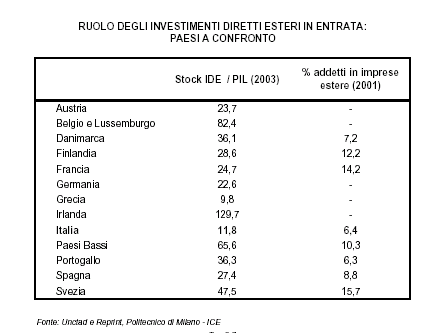 RUOLO DEGLI INVESTIMENTI DIRETTI ESTERI IN ENTRATA:
PAESI A CONFRONTO
Stock IDE / PIL (2003) % addetti in imprese estere (2001)
Austria 23,7 -
Belgio e Lussemburgo 82,4 -
Danimarca 36,1 7,2
Finlandia 28,6 12,2
Francia 24,7 14,2
Germania 22,6 -
Grecia 9,8 -
Irlanda 129,7 -
Italia 11,8 6,4
Paesi Bassi 65,6 10,3
Portogallo 36,3 6,3
Spagna 27,4 8,8
Svezia 47,5 15,7
Fonte: Unctad e Reprint, Politecnico di Milano - ICE